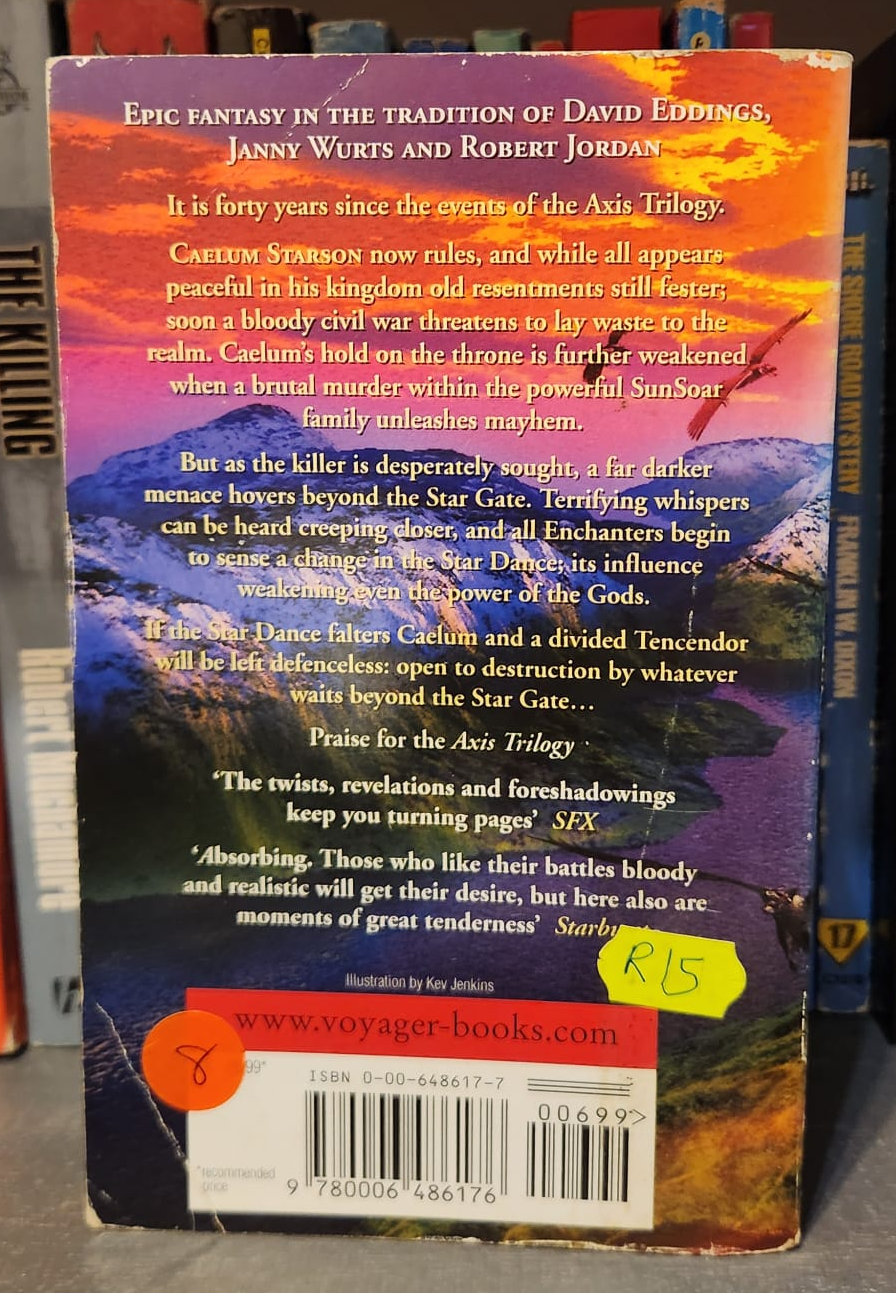 EPIC FANTASY IN THE TRADITION OF DAVID EDDINGS,
JANNY WURTS AND ROBERT JORDAN
It is forty years since the events of the Axis Trilogy.
CAELUM STARSON now rules, and while all appears
peaceful in his kingdom old resentments still fester;
soon a bloody civil war threatens to lay waste to the
realm. Caelum's hold on the throne is further weakened
when a brutal murder within the powerful SunSoar
family unleashes mayhem.
But as the killer is desperately sought, a far darker
menace hovers beyond the Star Gate. Terrifying whispers
can be heard creeping closer, and all Enchanters begin
to sense a change in the Star Dance; its influence
weakening even the power of the Gods.
If the Star Dance falters Caelum and a divided Tencendor
will be left defenceless: open to destruction by whatever
waits beyond the Star Gate...
Praise for the Axis Trilogy
'The twists, revelations and foreshadowings
keep you turning pages' SFX
'Absorbing. Those who like their battles bloody
and realistic will get their desire, but here also are
moments of great tenderness'
R15
Illustration by Kev Jenkins
www.voyager-books.com
8
99*
ISBN 0-00-648617-7
00699>
*recommended
price
9 780006 486176
THE KILLING
Robert
THE STONE ROAD MYSTERY FRANKLIN W. DIXON
17